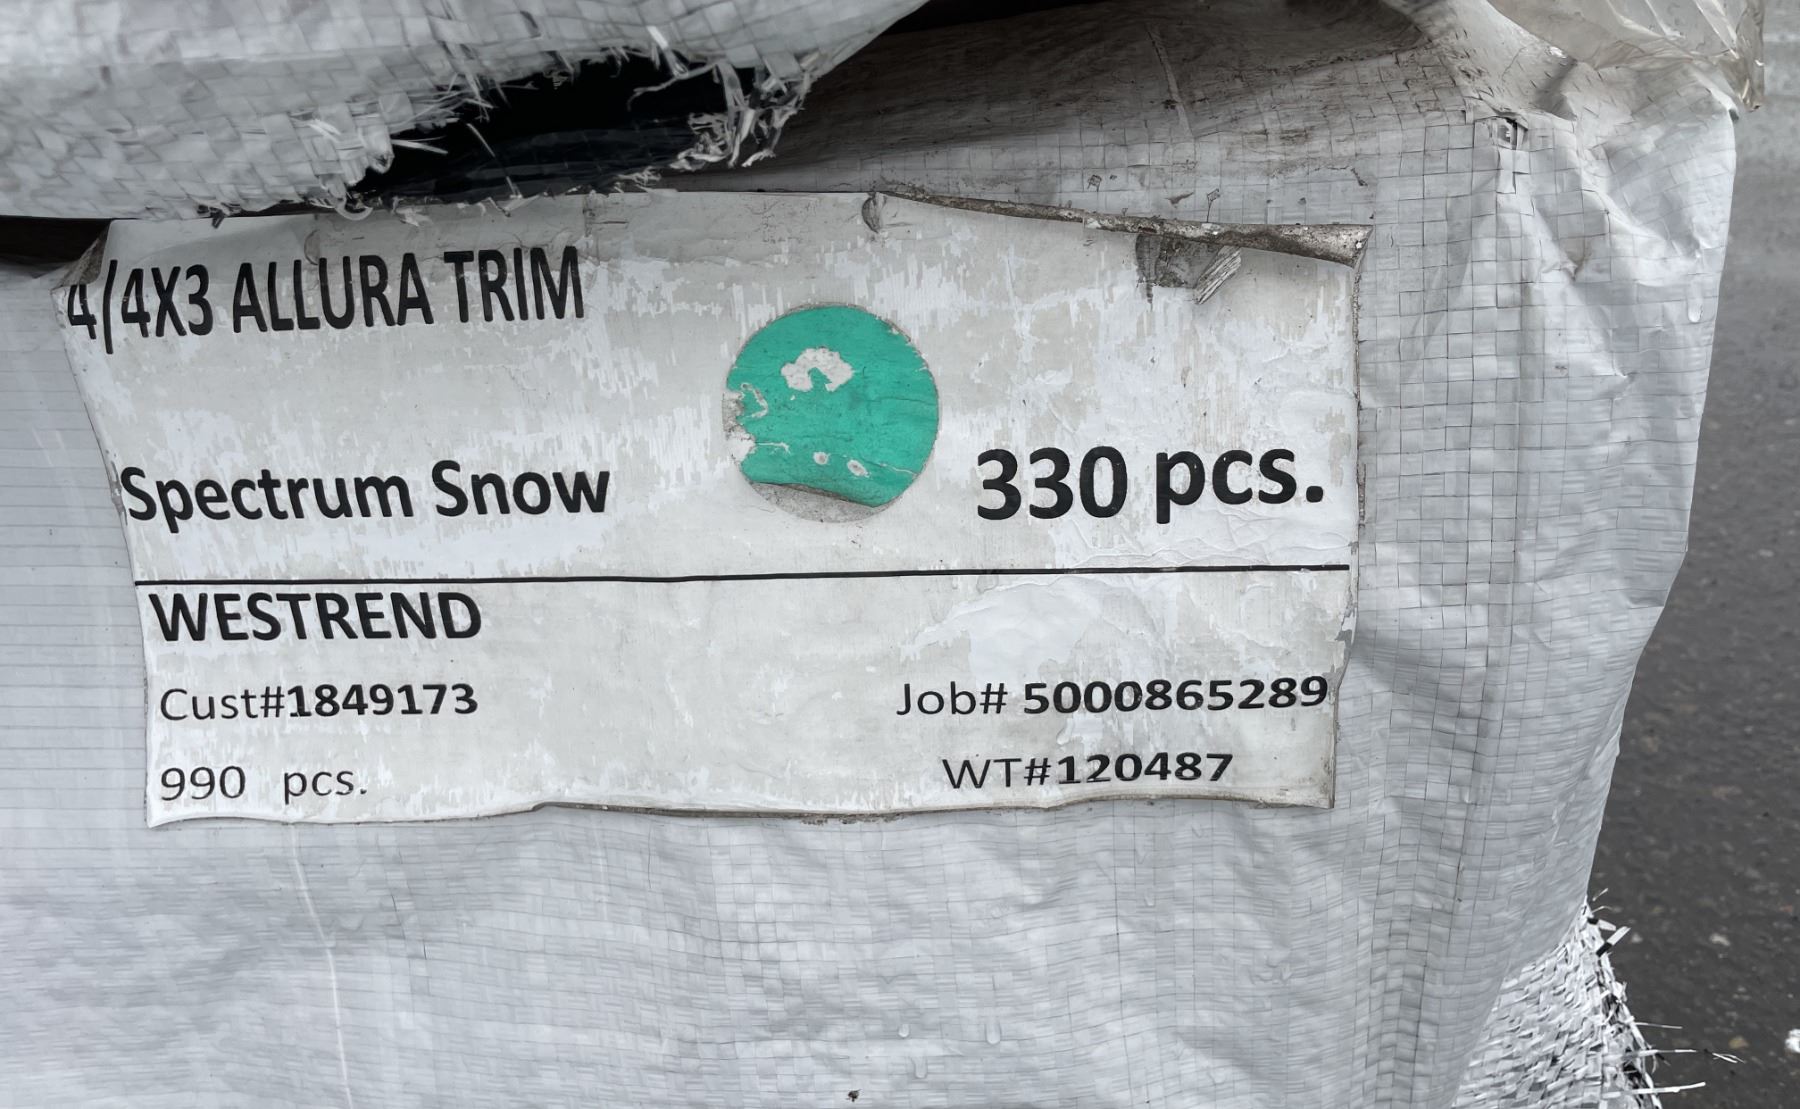 4/4X3 ALLURA TRIM
Spectrum Snow 330 pcs.
WESTREND
Cust#1849173 Job# 5000865289
990 pcs. WT#120487